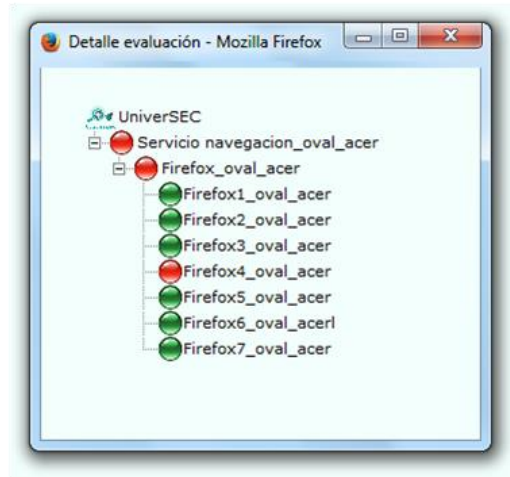 Detalle evaluación - Mozilla Firefox
UniverSEC
Servicio navegacion_oval_acer
Firefox_oval_acer
Firefox1_oval_acer
Firefox2_oval_acer
Firefox3_oval_acer
Firefox4_oval_acer
Firefox5_oval_acer
Firefox6_oval_acerl
Firefox7_oval_acer